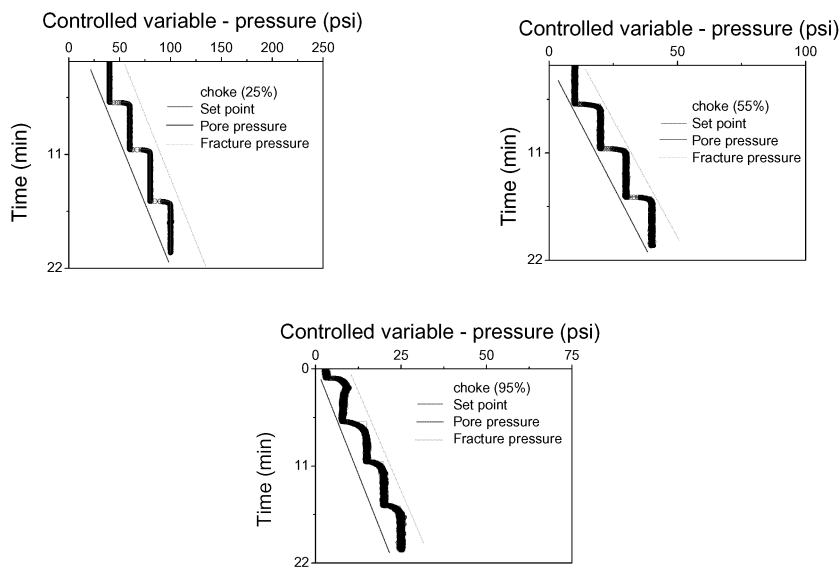 Controlled variable - pressure (psi)
0 50 100 150 200 250
choke (25%)
Set point
Pore pressure
Fracture pressure
Time (min)
11
22
Controlled variable - pressure (psi)
0 50 100
choke (55%)
Set point
Pore pressure
Fracture pressure
Time (min)
11
22
Controlled variable - pressure (psi)
0 25 50 75
0
choke (95%)
Set point
Pore pressure
Fracture pressure
Time (min)
11
22